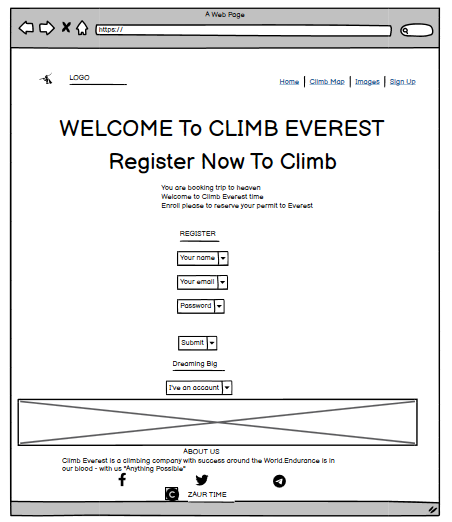 A Web Page
https://
LOGO
Home | Climb Map | Images | Sign Up
WELCOME To CLIMB EVEREST
Register Now To Climb
You are booking trip to heaven
Welcome to Climb Everest time
Enroll please to reserve your permit to Everest
REGISTER
Your name
Your email
Password
Submit
Dreaming Big
I've an account
ABOUT US
Climb Everest is a climbing company with success around the World.Endurance is in
our blood - with us "Anything Possible"
C ZAUR TIME